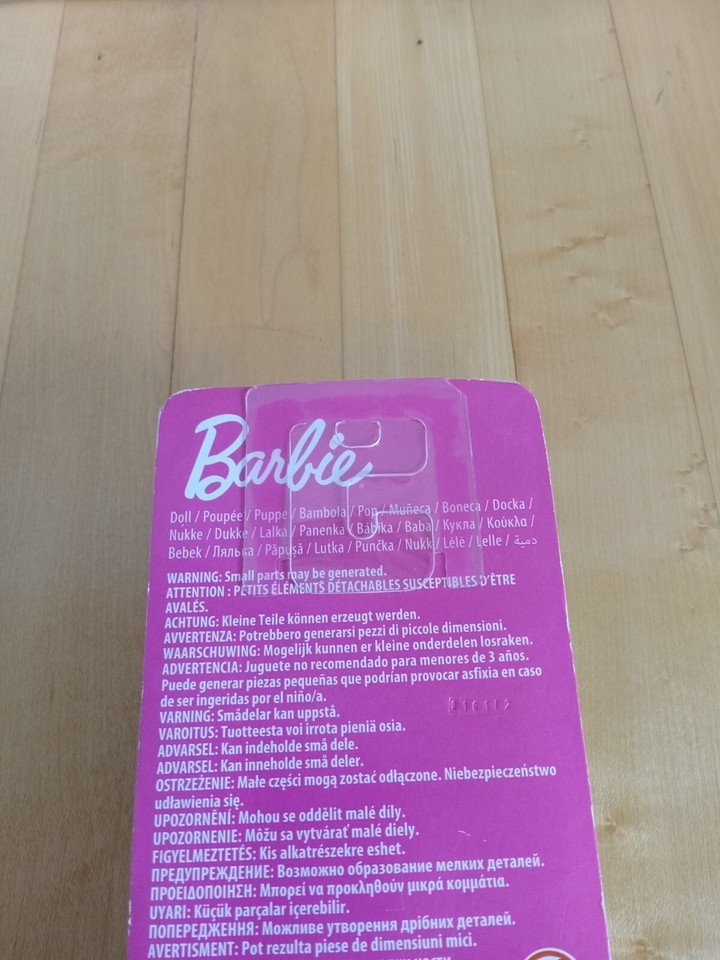 Barbie
Doll / Poupée / Puppe / Bambola / Pop / Muñeca / Boneca / Docka /
Nukke / Dukke / Lalka / Panenka / Bábika / Baba / Кукла / Κούκλα /
Bebek / Лялька / Păpușă / Lutka / Punčka / Nukk / Lėlė / Lelle / دمية
WARNING: Small parts may be generated.
ATTENTION : PETITS ÉLÉMENTS DÉTACHABLES SUSCEPTIBLES D'ÊTRE
AVALÉS.
ACHTUNG: Kleine Teile können erzeugt werden.
AVVERTENZA: Potrebbero generarsi pezzi di piccole dimensioni.
WAARSCHUWING: Mogelijk kunnen er kleine onderdelen losraken.
ADVERTENCIA: Juguete no recomendado para menores de 3 años.
Puede generar piezas pequeñas que podrían provocar asfixia en caso
de ser ingeridas por el niño/a.
VARNING: Smådelar kan uppstå.
VAROITUS: Tuotteesta voi irrota pieniä osia.
ADVARSEL: Kan indeholde små dele.
ADVARSEL: Kan inneholde små deler.
OSTRZEŻENIE: Małe części mogą zostać odłączone. Niebezpieczeństwo
udławienia się.
UPOZORNĚNÍ: Mohou se oddělit malé díly.
UPOZORNENIE: Môžu sa vytvárať malé diely.
FIGYELMEZTETÉS: Kis alkatrészekre eshet.
ПРЕДУПРЕЖДЕНИЕ: Возможно образование мелких деталей.
ΠΡΟΕΙΔΟΠΟΙΗΣΗ: Μπορεί να προκληθούν μικρά κομμάτια.
UYARI: Küçük parçalar içerebilir.
ПОПЕРЕДЖЕННЯ: Можливе утворення дрібних деталей.
AVERTISMENT: Pot rezulta piese de dimensiuni mici.